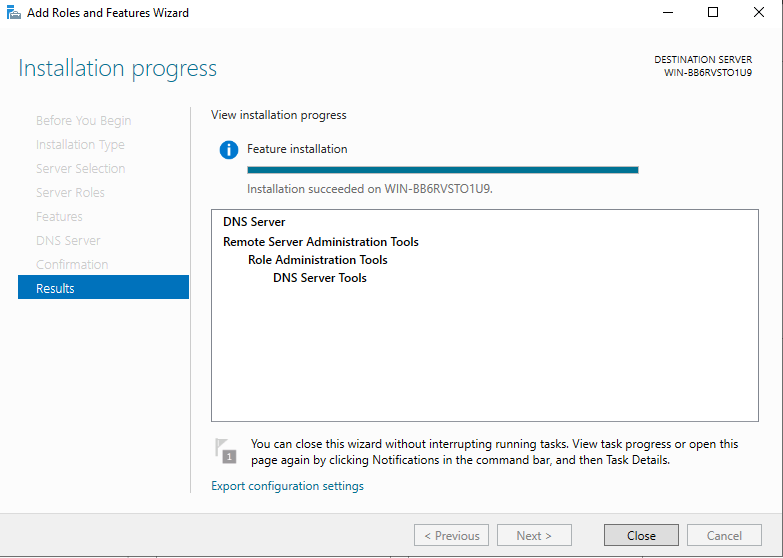 Add Roles and Features Wizard
Installation progress
DESTINATION SERVER
WIN-BB6RVSTO1U9
Before You Begin
Installation Type
Server Selection
Server Roles
Features
DNS Server
Confirmation
Results
View installation progress
Feature installation
Installation succeeded on WIN-BB6RVSTO1U9.
DNS Server
Remote Server Administration Tools
Role Administration Tools
DNS Server Tools
1
You can close this wizard without interrupting running tasks. View task progress or open this
page again by clicking Notifications in the command bar, and then Task Details.
Export configuration settings
< Previous
Next >
Close
Cancel